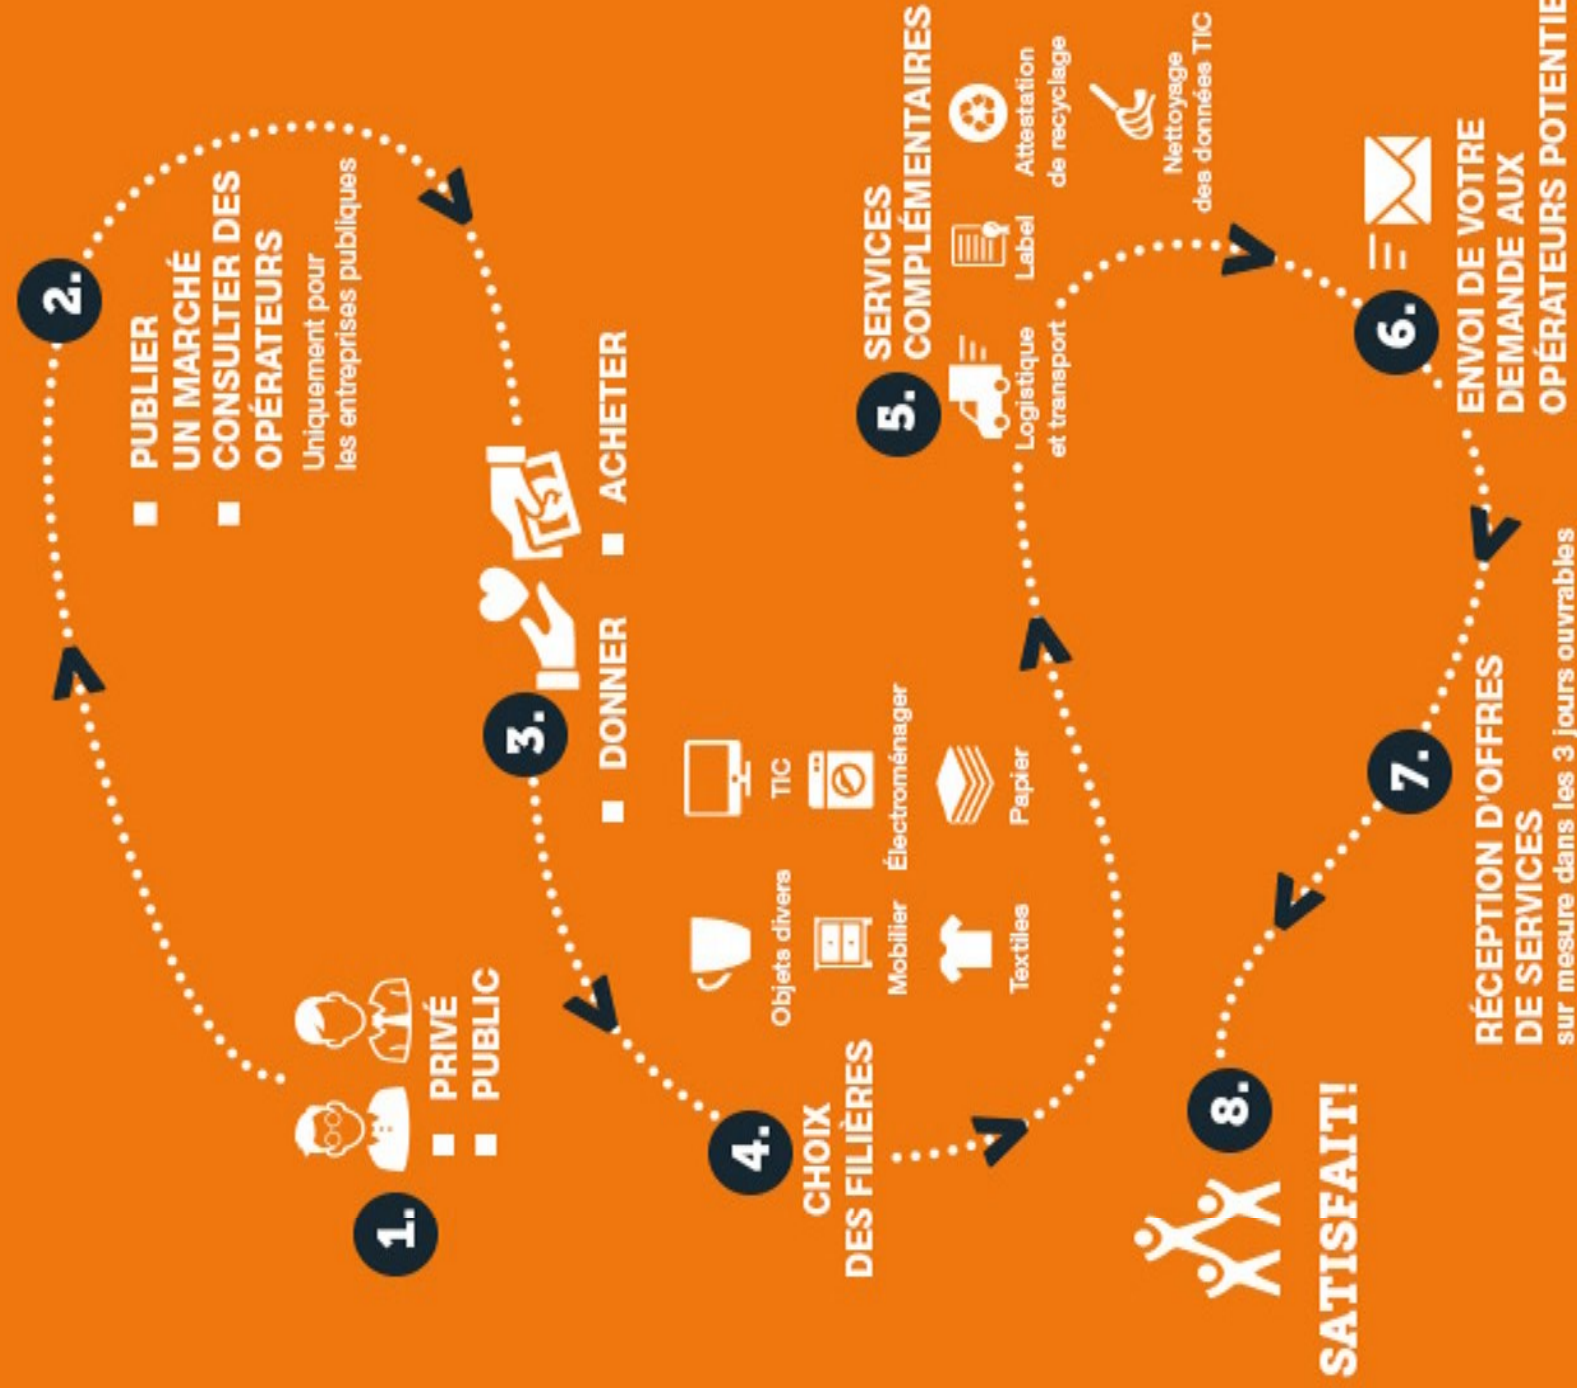 1.
PRIVÉ
PUBLIC
2.
PUBLIER
UN MARCHÉ
CONSULTER DES
OPÉRATEURS
Uniquement pour
les entreprises publiques
3.
DONNER
ACHETER
4.
CHOIX
DES FILIÈRES
Objets divers
TIC
Mobilier
Électroménager
Textiles
Papier
5.
SERVICES
COMPLÉMENTAIRES
Logistique
et transport
Label
Attestation
de recyclage
Nettoyage
des données TIC
6.
ENVOI DE VOTRE
DEMANDE AUX
OPÉRATEURS POTENTIE
7.
RÉCEPTION D'OFFRES
DE SERVICES
sur mesure dans les 3 jours ouvrables
8.
SATISFAIT!